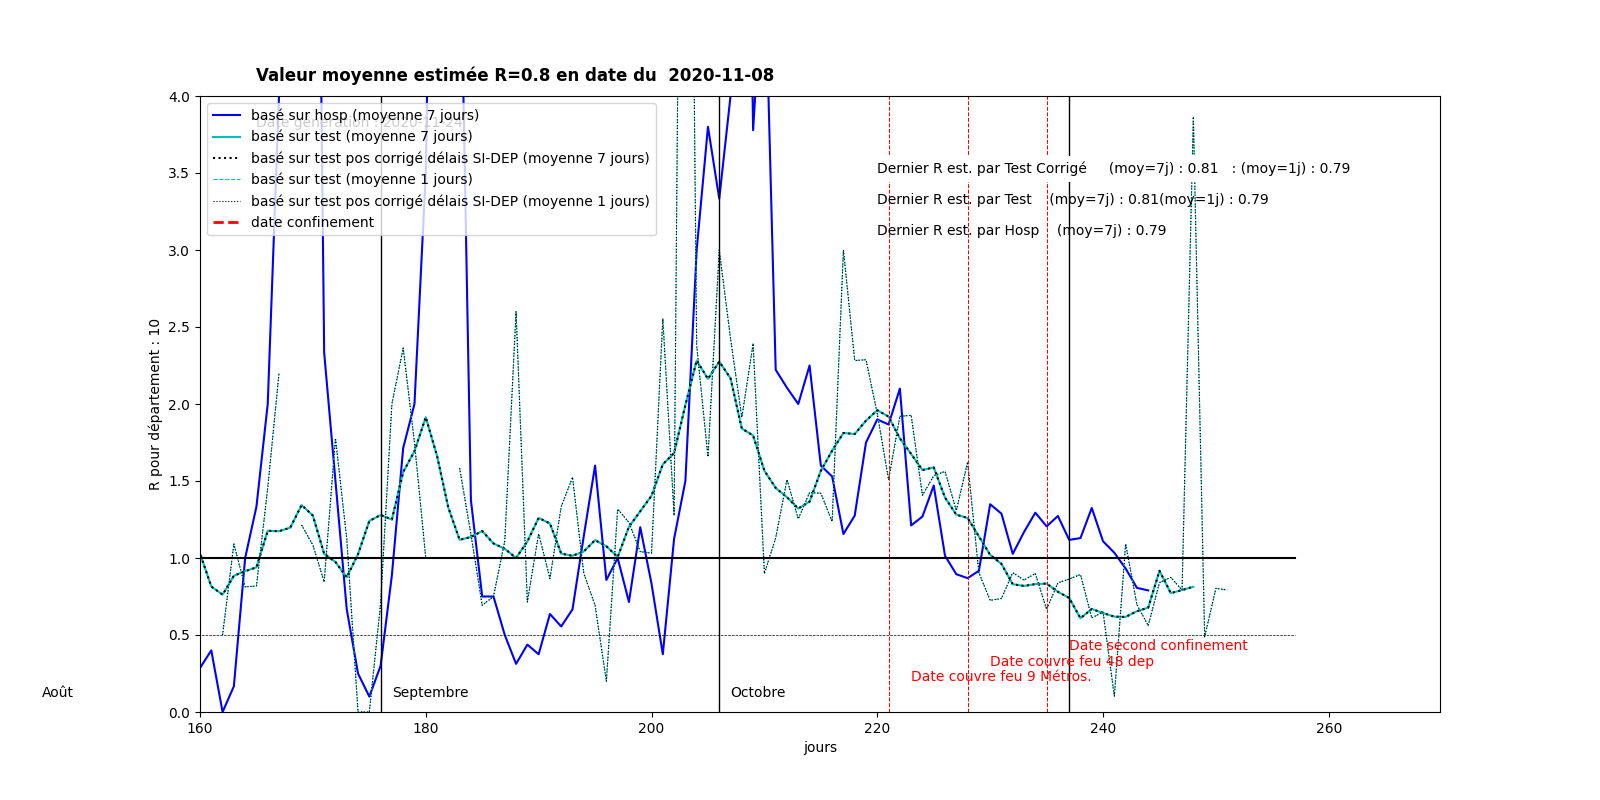 Valeur moyenne estimée R=0.8 en date du  2020-11-08
Date génération : 2020-11-24
basé sur hosp (moyenne 7 jours)
basé sur test (moyenne 7 jours)
basé sur test pos corrigé délais SI-DEP (moyenne 7 jours)
basé sur test (moyenne 1 jours)
basé sur test pos corrigé délais SI-DEP (moyenne 1 jours)
date confinement
Dernier R est. par Test Corrigé     (moy=7j) : 0.81   : (moy=1j) : 0.79
Dernier R est. par Test    (moy=7j) : 0.81(moy=1j) : 0.79
Dernier R est. par Hosp    (moy=7j) : 0.79
R pour département : 10
4.0
3.5
3.0
2.5
2.0
1.5
1.0
0.5
0.0
Date second confinement
Date couvre feu 48 dep
Date couvre feu 9 Métros.
Août
Septembre
Octobre
160
180
200
220
240
260
jours